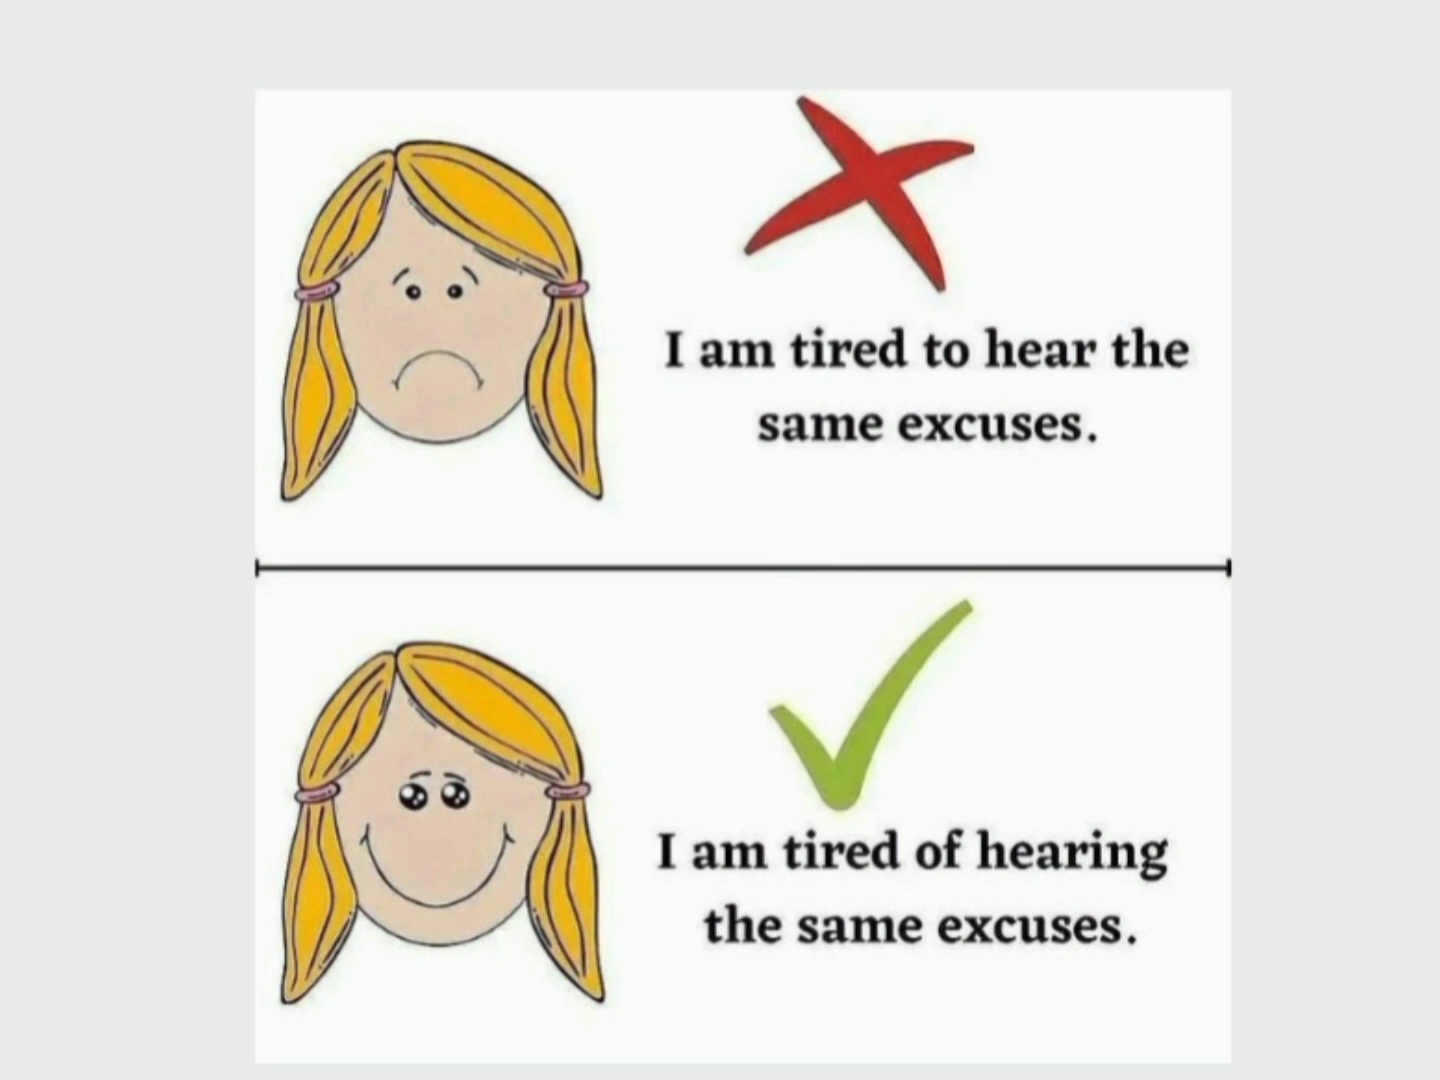 I am tired to hear the
same excuses.
I am tired of hearing
the same excuses.